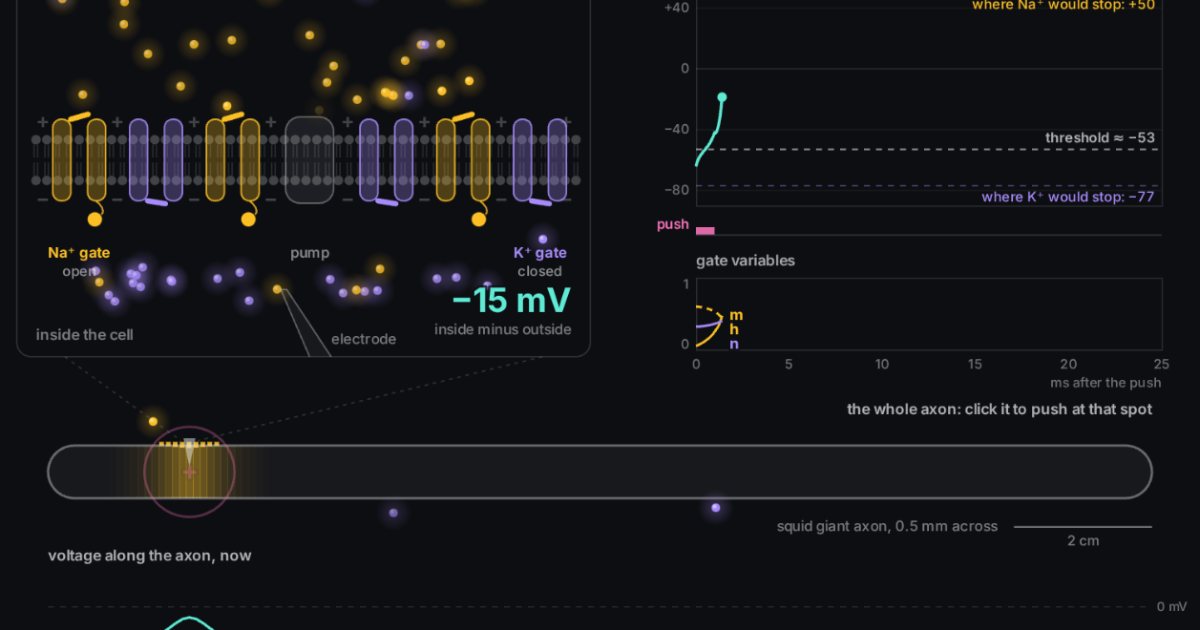 +40
where Na⁺ would stop: +50
0
−40
threshold ≈ −53
−80
where K⁺ would stop: −77
push
gate variables
1
m
h
n
0
0 5 10 15 20 25
ms after the push
Na⁺ gate
open
pump
K⁺ gate
closed
−15 mV
inside minus outside
inside the cell
electrode
the whole axon: click it to push at that spot
squid giant axon, 0.5 mm across
2 cm
voltage along the axon, now
0 mV